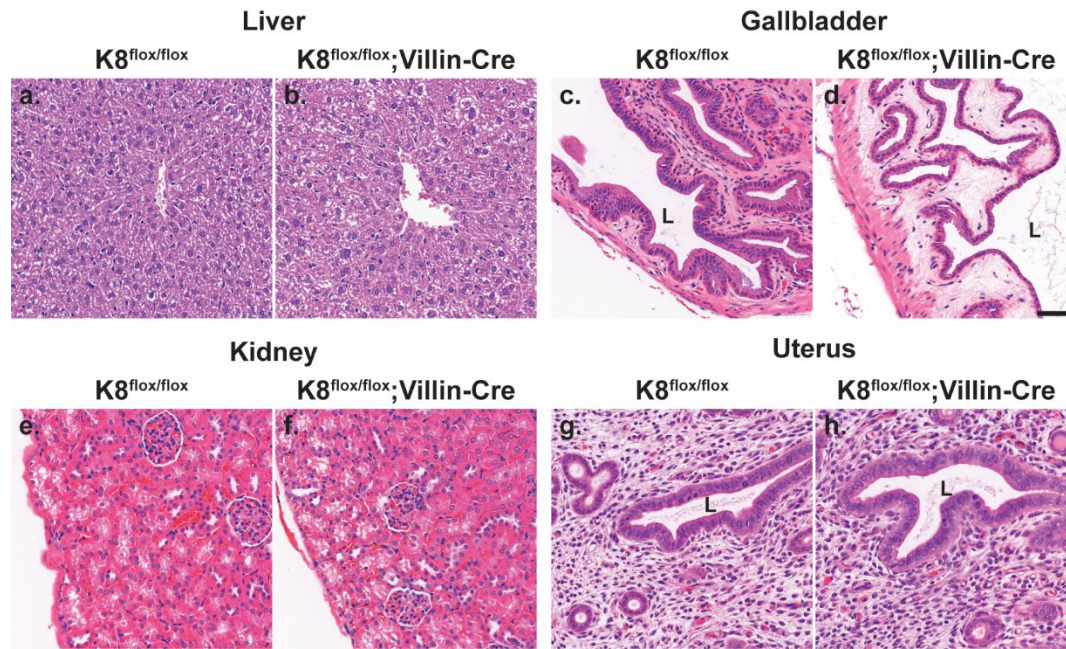 Liver
Gallbladder
K8flox/flox
K8flox/flox;Villin-Cre
K8flox/flox
K8flox/flox;Villin-Cre
a.
b.
c.
d.
L
L
Kidney
Uterus
K8flox/flox
K8flox/flox;Villin-Cre
K8flox/flox
K8flox/flox;Villin-Cre
e.
f.
g.
h.
L
L